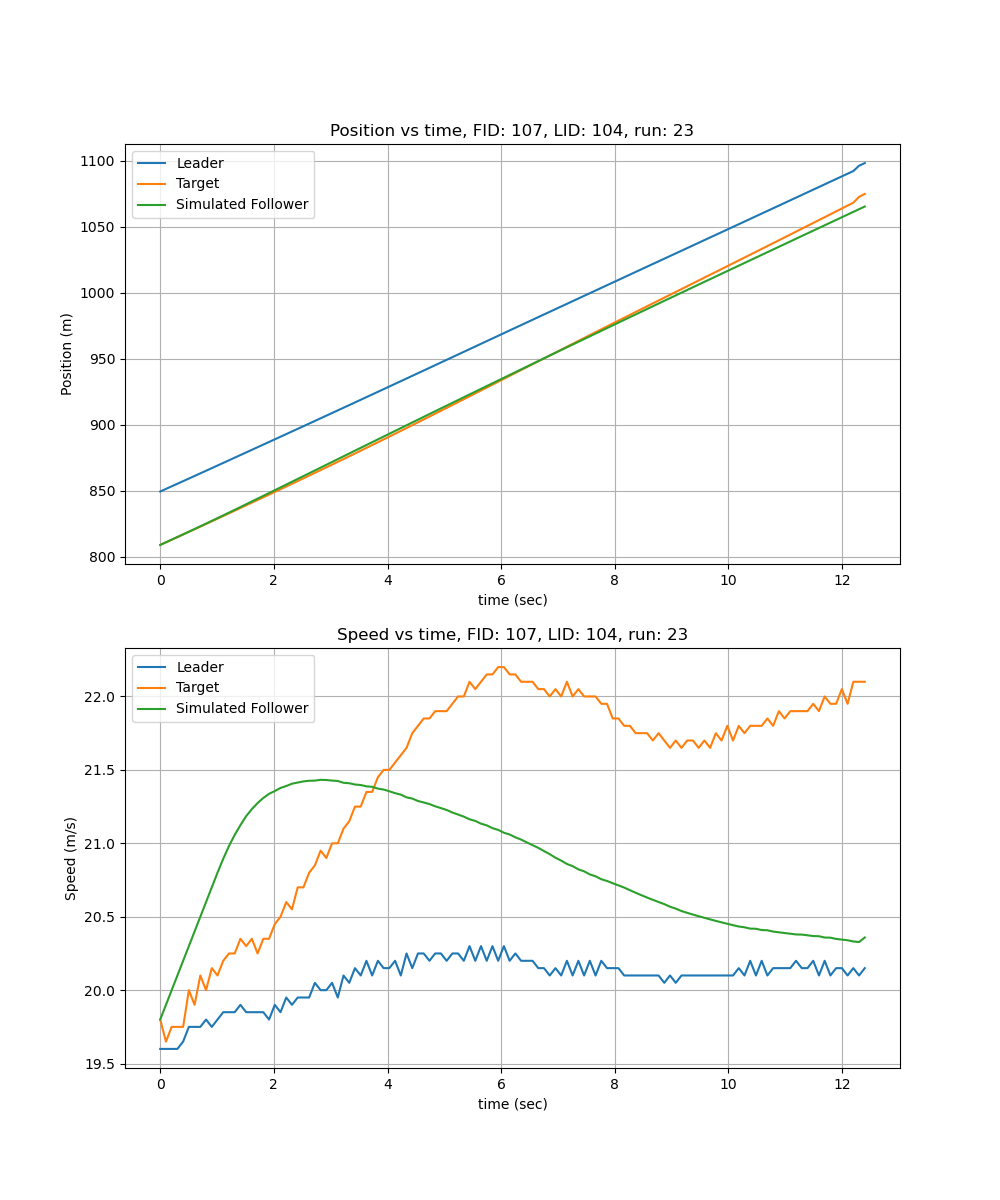 Position vs time, FID: 107, LID: 104, run: 23
Leader
Target
Simulated Follower
1100
1050
1000
950
900
850
800
Position (m)
0 2 4 6 8 10 12
time (sec)
Speed vs time, FID: 107, LID: 104, run: 23
Leader
Target
Simulated Follower
22.0
21.5
21.0
20.5
20.0
19.5
Speed (m/s)
0 2 4 6 8 10 12
time (sec)